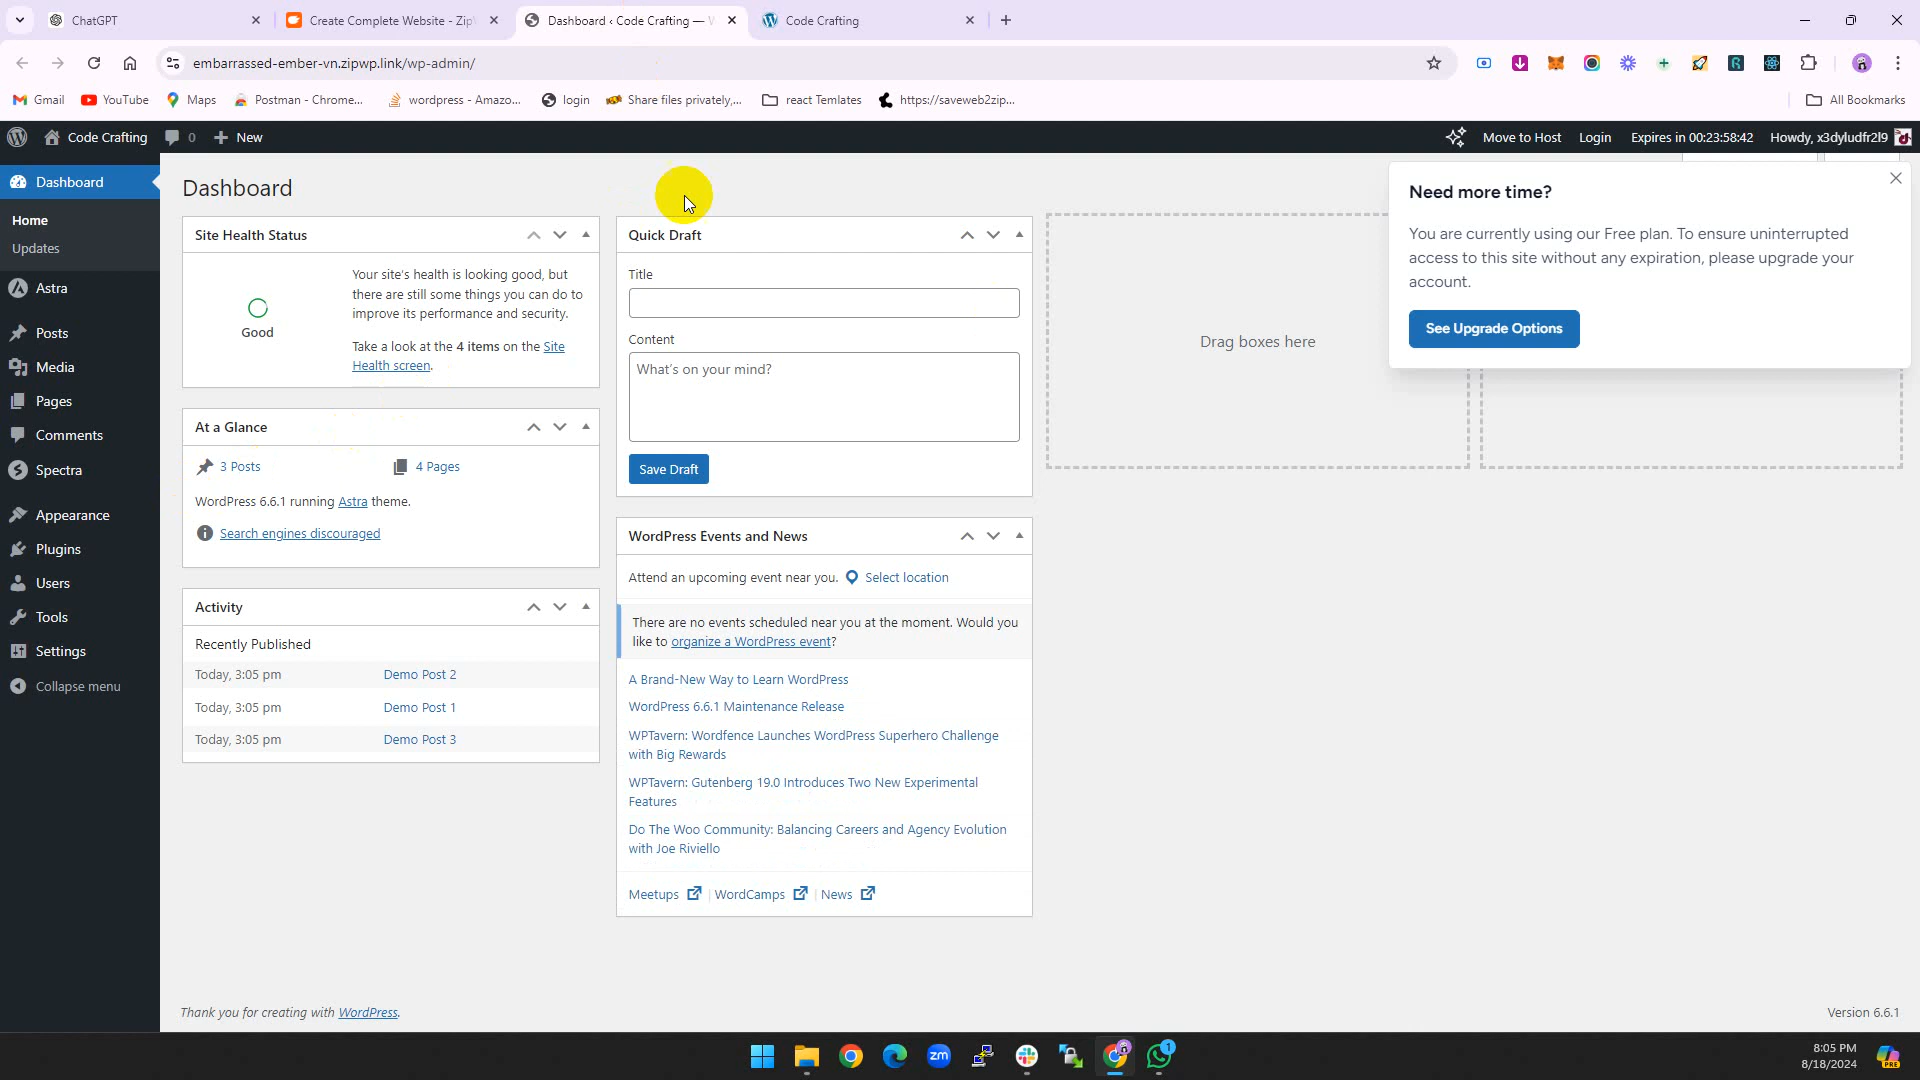 ChatGPT
Create Complete Website - Zip
Dashboard ‹ Code Crafting — W
Code Crafting
embarrassed-ember-vn.zipwp.link/wp-admin/
Gmail
YouTube
Maps
Postman - Chrome...
wordpress - Amazo...
login
Share files privately,...
react Temlates
https://saveweb2zip...
All Bookmarks
Code Crafting
0
New
Move to Host
Login
Expires in 00:23:58:42
Howdy, x3dyludfr2l9
Dashboard
Home
Updates
Astra
Posts
Media
Pages
Comments
Spectra
Appearance
Plugins
Users
Tools
Settings
Collapse menu
Dashboard
Site Health Status
Good
Your site's health is looking good, but
there are still some things you can do to
improve its performance and security.
Take a look at the 4 items on the Site
Health screen.
At a Glance
3 Posts
4 Pages
WordPress 6.6.1 running Astra theme.
Search engines discouraged
Activity
Recently Published
Today, 3:05 pm
Demo Post 2
Today, 3:05 pm
Demo Post 1
Today, 3:05 pm
Demo Post 3
Quick Draft
Title
Content
What's on your mind?
Save Draft
WordPress Events and News
Attend an upcoming event near you.
Select location
There are no events scheduled near you at the moment. Would you
like to organize a WordPress event?
A Brand-New Way to Learn WordPress
WordPress 6.6.1 Maintenance Release
WPTavern: Wordfence Launches WordPress Superhero Challenge
with Big Rewards
WPTavern: Gutenberg 19.0 Introduces Two New Experimental
Features
Do The Woo Community: Balancing Careers and Agency Evolution
with Joe Riviello
Meetups | WordCamps | News
Drag boxes here
Need more time?
You are currently using our Free plan. To ensure uninterrupted
access to this site without any expiration, please upgrade your
account.
See Upgrade Options
Thank you for creating with WordPress.
Version 6.6.1
zm
1
8:05 PM
8/18/2024
PRE